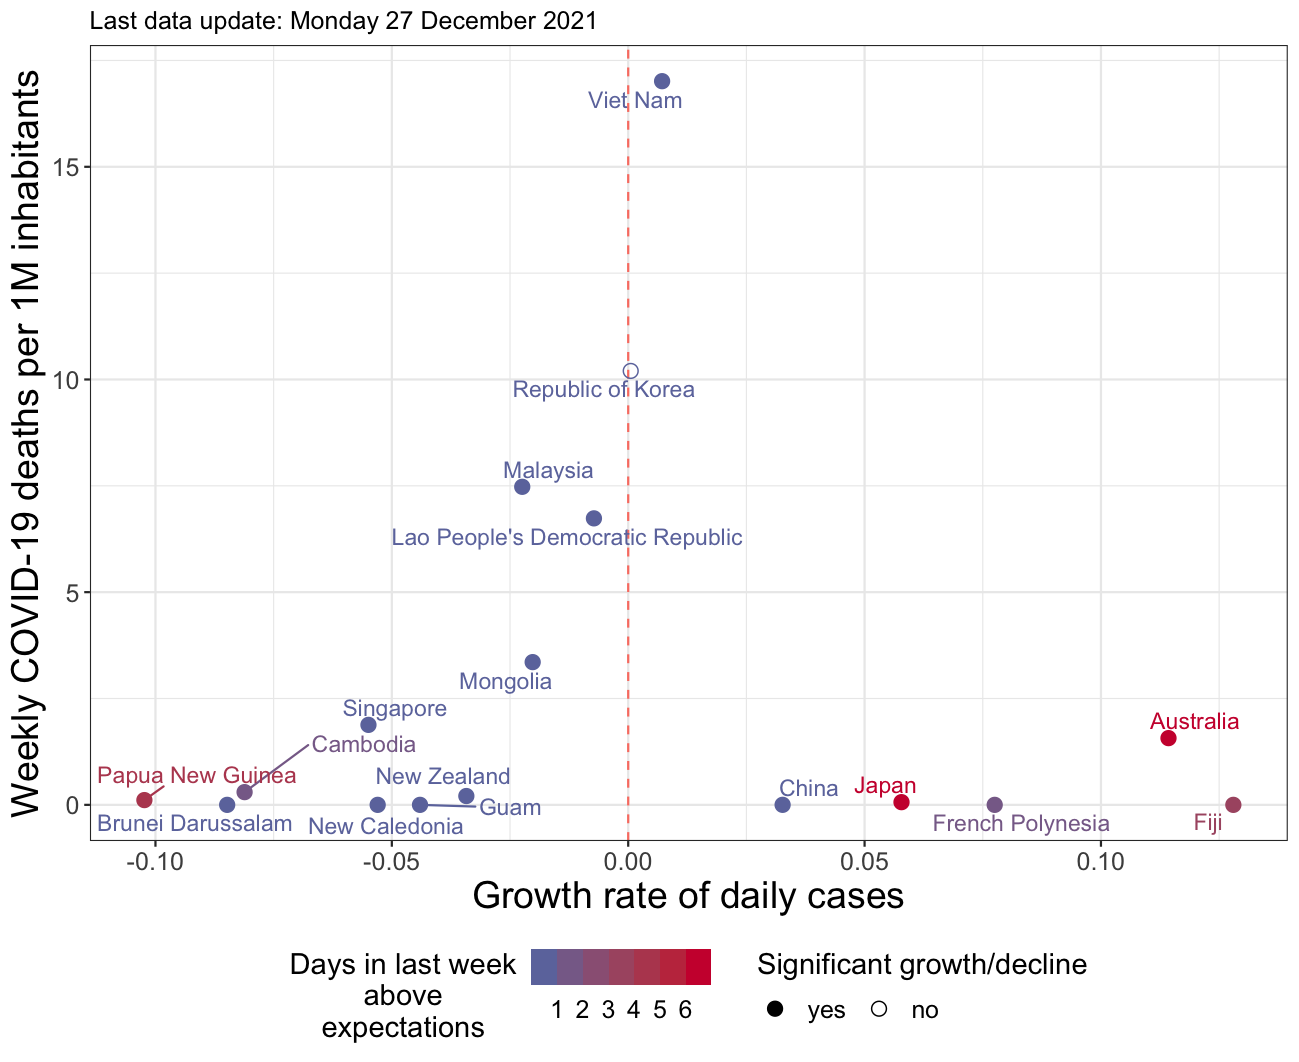 Last data update: Monday 27 December 2021
Weekly COVID-19 deaths per 1M inhabitants
15
10
5
0
Viet Nam
Republic of Korea
Malaysia
Lao People's Democratic Republic
Mongolia
Singapore
Cambodia
Australia
Papua New Guinea
New Zealand
Guam
China
Japan
Brunei Darussalam
New Caledonia
French Polynesia
Fiji
-0.10
-0.05
0.00
0.05
0.10
Growth rate of daily cases
Days in last week
above
expectations
1 2 3 4 5 6
Significant growth/decline
yes
no